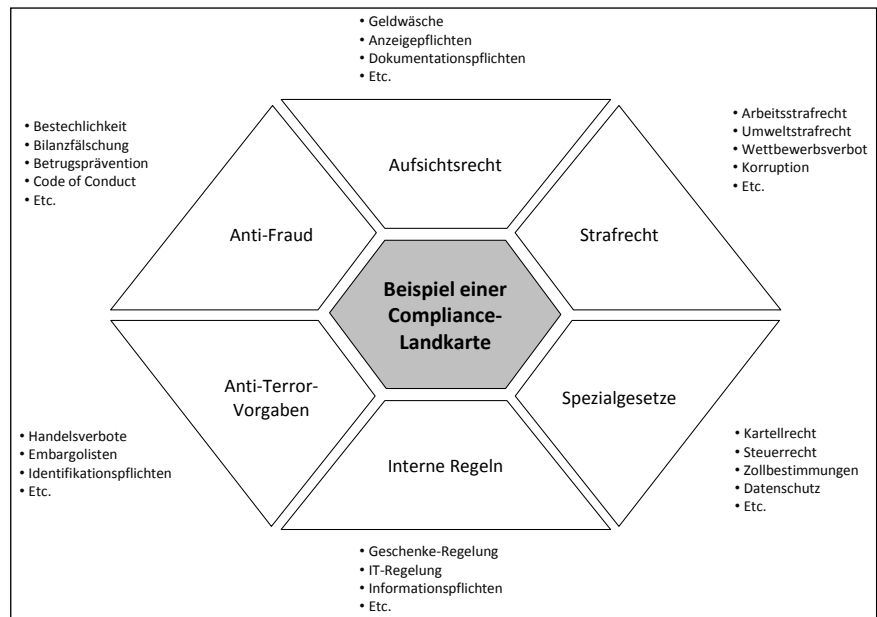 • Geldwäsche
• Anzeigepflichten
• Dokumentationspflichten
• Etc.
• Bestechlichkeit
• Bilanzfälschung
• Betrugsprävention
• Code of Conduct
• Etc.
• Arbeitsstrafrecht
• Umweltstrafrecht
• Wettbewerbsverbot
• Korruption
• Etc.
Aufsichtsrecht
Anti-Fraud
Strafrecht
Beispiel einer
Compliance-
Landkarte
Anti-Terror-
Vorgaben
Spezialgesetze
Interne Regeln
• Handelsverbote
• Embargolisten
• Identifikationspflichten
• Etc.
• Kartellrecht
• Steuerrecht
• Zollbestimmungen
• Datenschutz
• Etc.
• Geschenke-Regelung
• IT-Regelung
• Informationspflichten
• Etc.